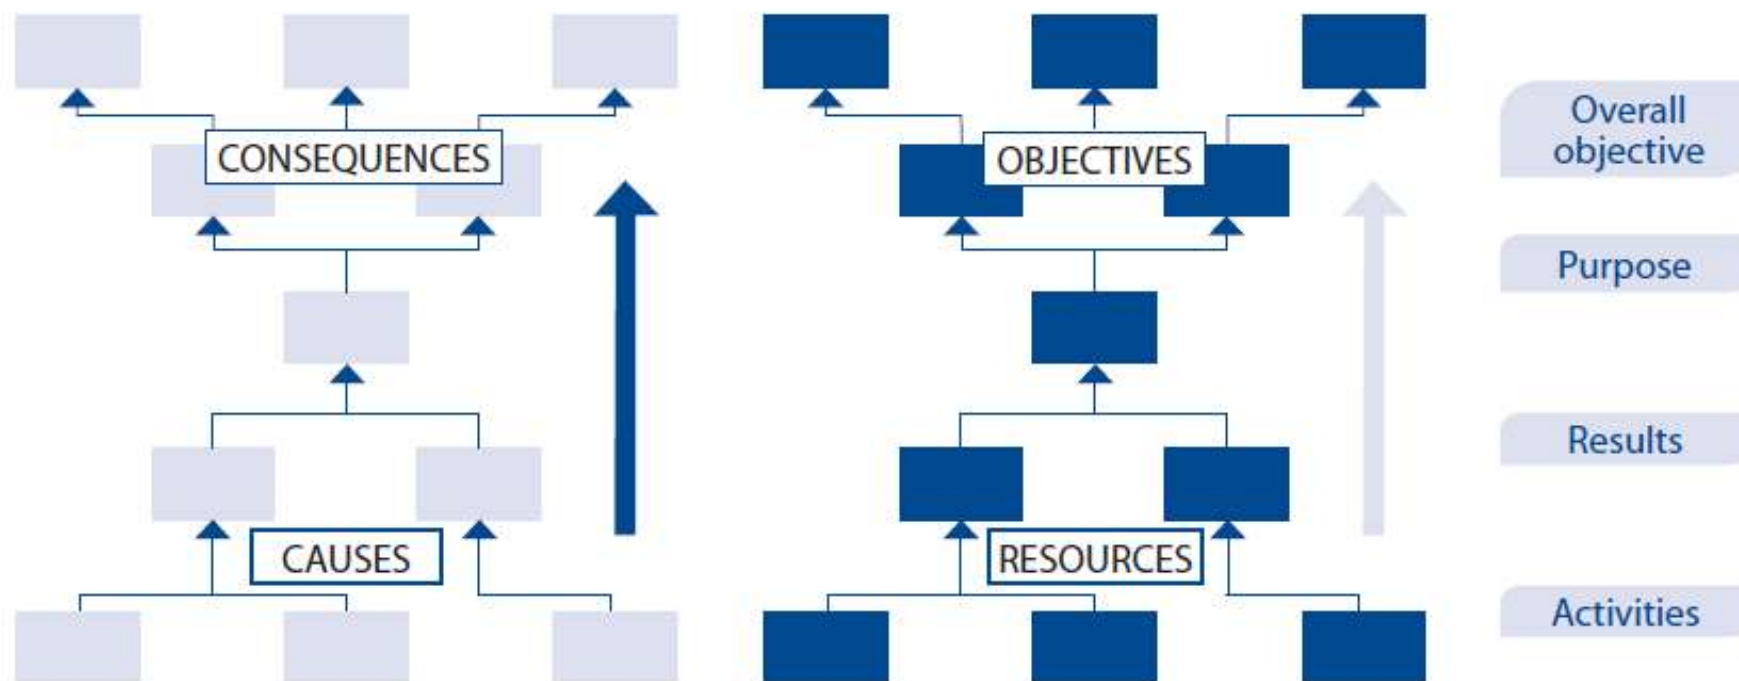 CONSEQUENCES
OBJECTIVES
Overall
objective
Purpose
Results
CAUSES
RESOURCES
Activities